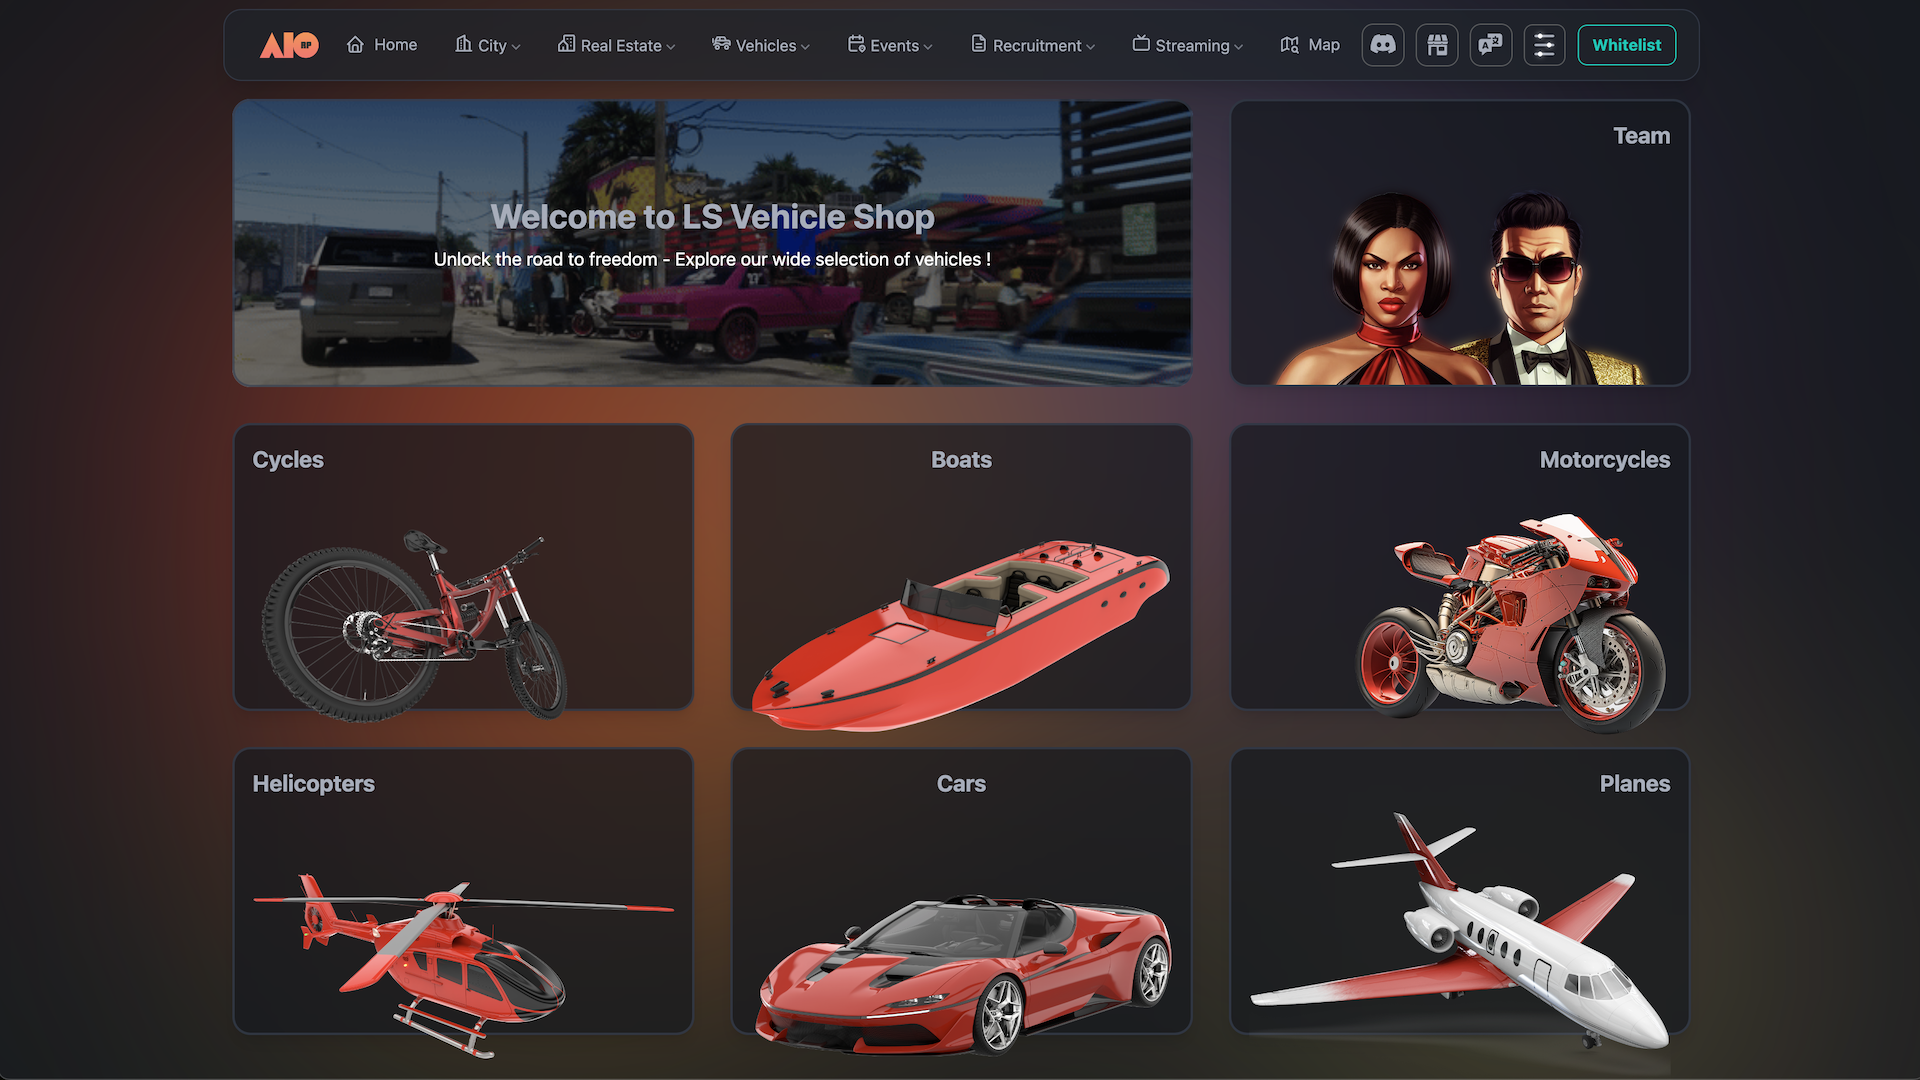 AIO RP
Home
City
Real Estate
Vehicles
Events
Recruitment
Streaming
Map
Whitelist
Welcome to LS Vehicle Shop
Unlock the road to freedom - Explore our wide selection of vehicles !
Team
Cycles
Boats
Motorcycles
Helicopters
Cars
Planes